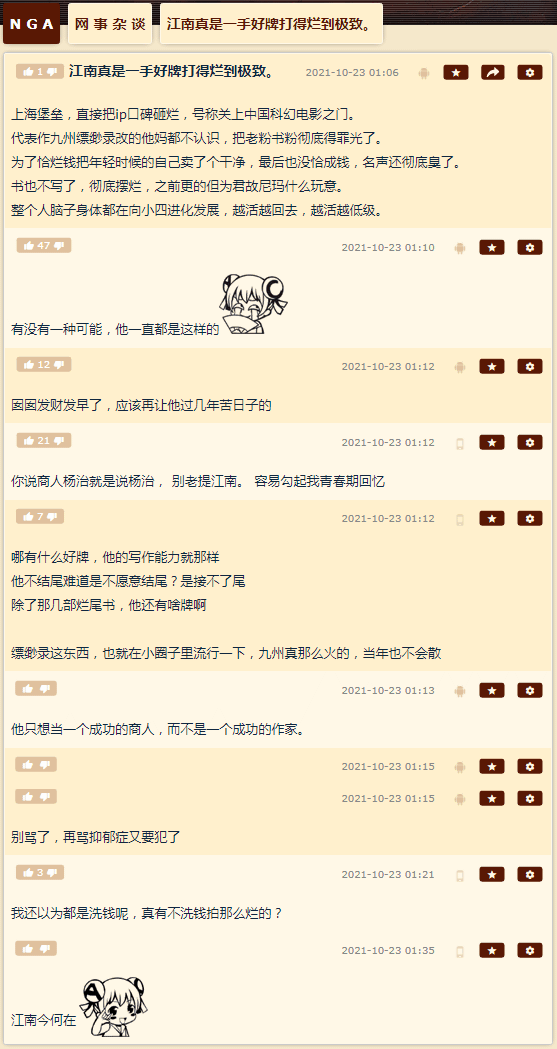 NGA 网事杂谈 江南真是一手好牌打得烂到极致。
1 江南真是一手好牌打得烂到极致。 2021-10-23 01:06
上海堡垒，直接把ip口碑砸烂，号称关上中国科幻电影之门。
代表作九州缥缈录改的他妈都不认识，把老粉书粉彻底得罪光了。
为了恰烂钱把年轻时候的自己卖了个干净，最后也没恰成钱，名声还彻底臭了。
书也不写了，彻底摆烂，之前更的但为君故尼玛什么玩意。
整个人脑子身体都在向小四进化发展，越活越回去，越活越低级。
47 2021-10-23 01:10
有没有一种可能，他一直都是这样的
12 2021-10-23 01:12
囡囡发财发早了，应该再让他过几年苦日子的
21 2021-10-23 01:12
你说商人杨治就是说杨治， 别老提江南。 容易勾起我青春期回忆
7 2021-10-23 01:12
哪有什么好牌，他的写作能力就那样
他不结尾难道是不愿意结尾？是接不了尾
除了那几部烂尾书，他还有啥牌啊
缥缈录这东西，也就在小圈子里流行一下，九州真那么火的，当年也不会散
2021-10-23 01:13
他只想当一个成功的商人，而不是一个成功的作家。
2021-10-23 01:15
2021-10-23 01:15
别骂了，再骂抑郁症又要犯了
3 2021-10-23 01:21
我还以为都是洗钱呢，真有不洗钱拍那么烂的？
2021-10-23 01:35
江南今何在